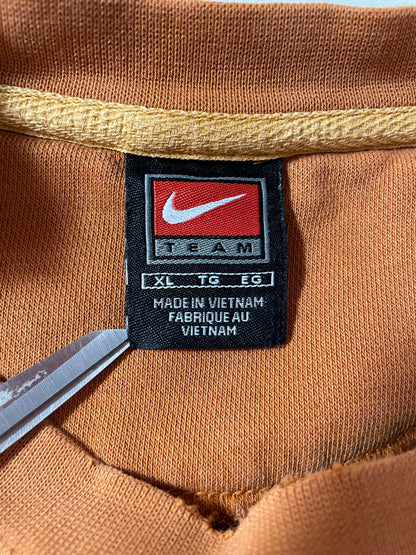 TEAM
XL TG EG
MADE IN VIETNAM
FABRIQUE AU
VIETNAM